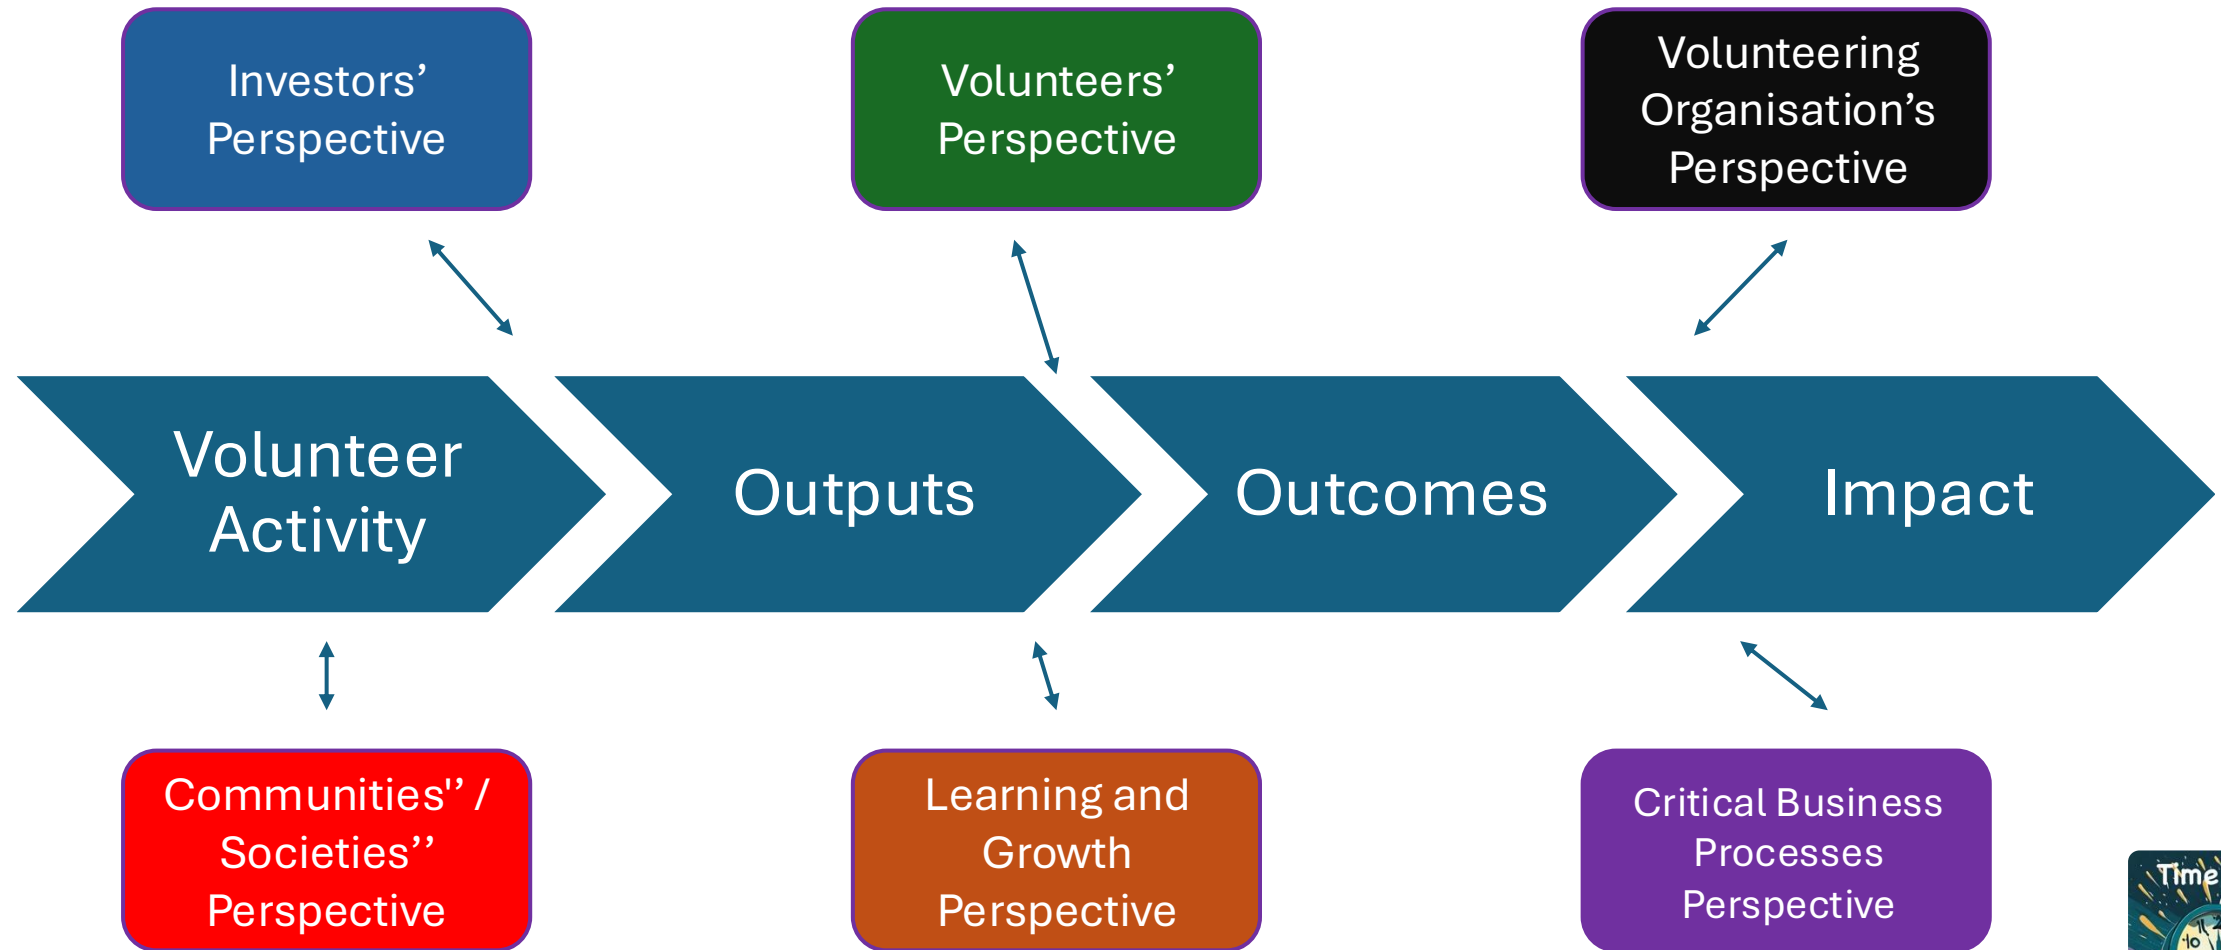 Investors’
Perspective
Volunteers’
Perspective
Volunteering
Organisation’s
Perspective
Volunteer
Activity
Outputs
Outcomes
Impact
Communities'’ /
Societies’’
Perspective
Learning and
Growth
Perspective
Critical Business
Processes
Perspective
Time
10